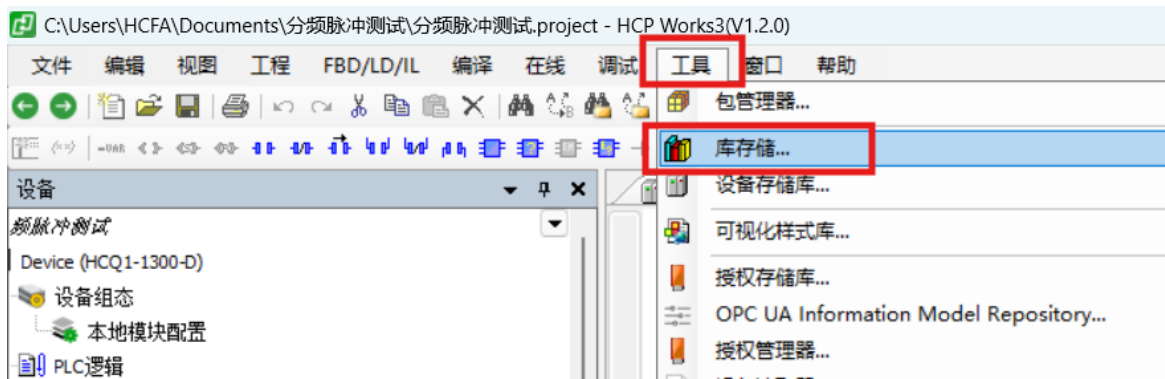 C:\Users\HCFA\Documents\分频脉冲测试\分频脉冲测试.project - HCP Works3(V1.2.0)
文件 编辑 视图 工程 FBD/LD/IL 编译 在线 调试 工具 窗口 帮助
包管理器...
库存储...
设备存储库...
可视化样式库...
授权存储库...
OPC UA Information Model Repository...
授权管理器...
设备
频脉冲测试
Device (HCQ1-1300-D)
设备组态
本地模块配置
PLC逻辑